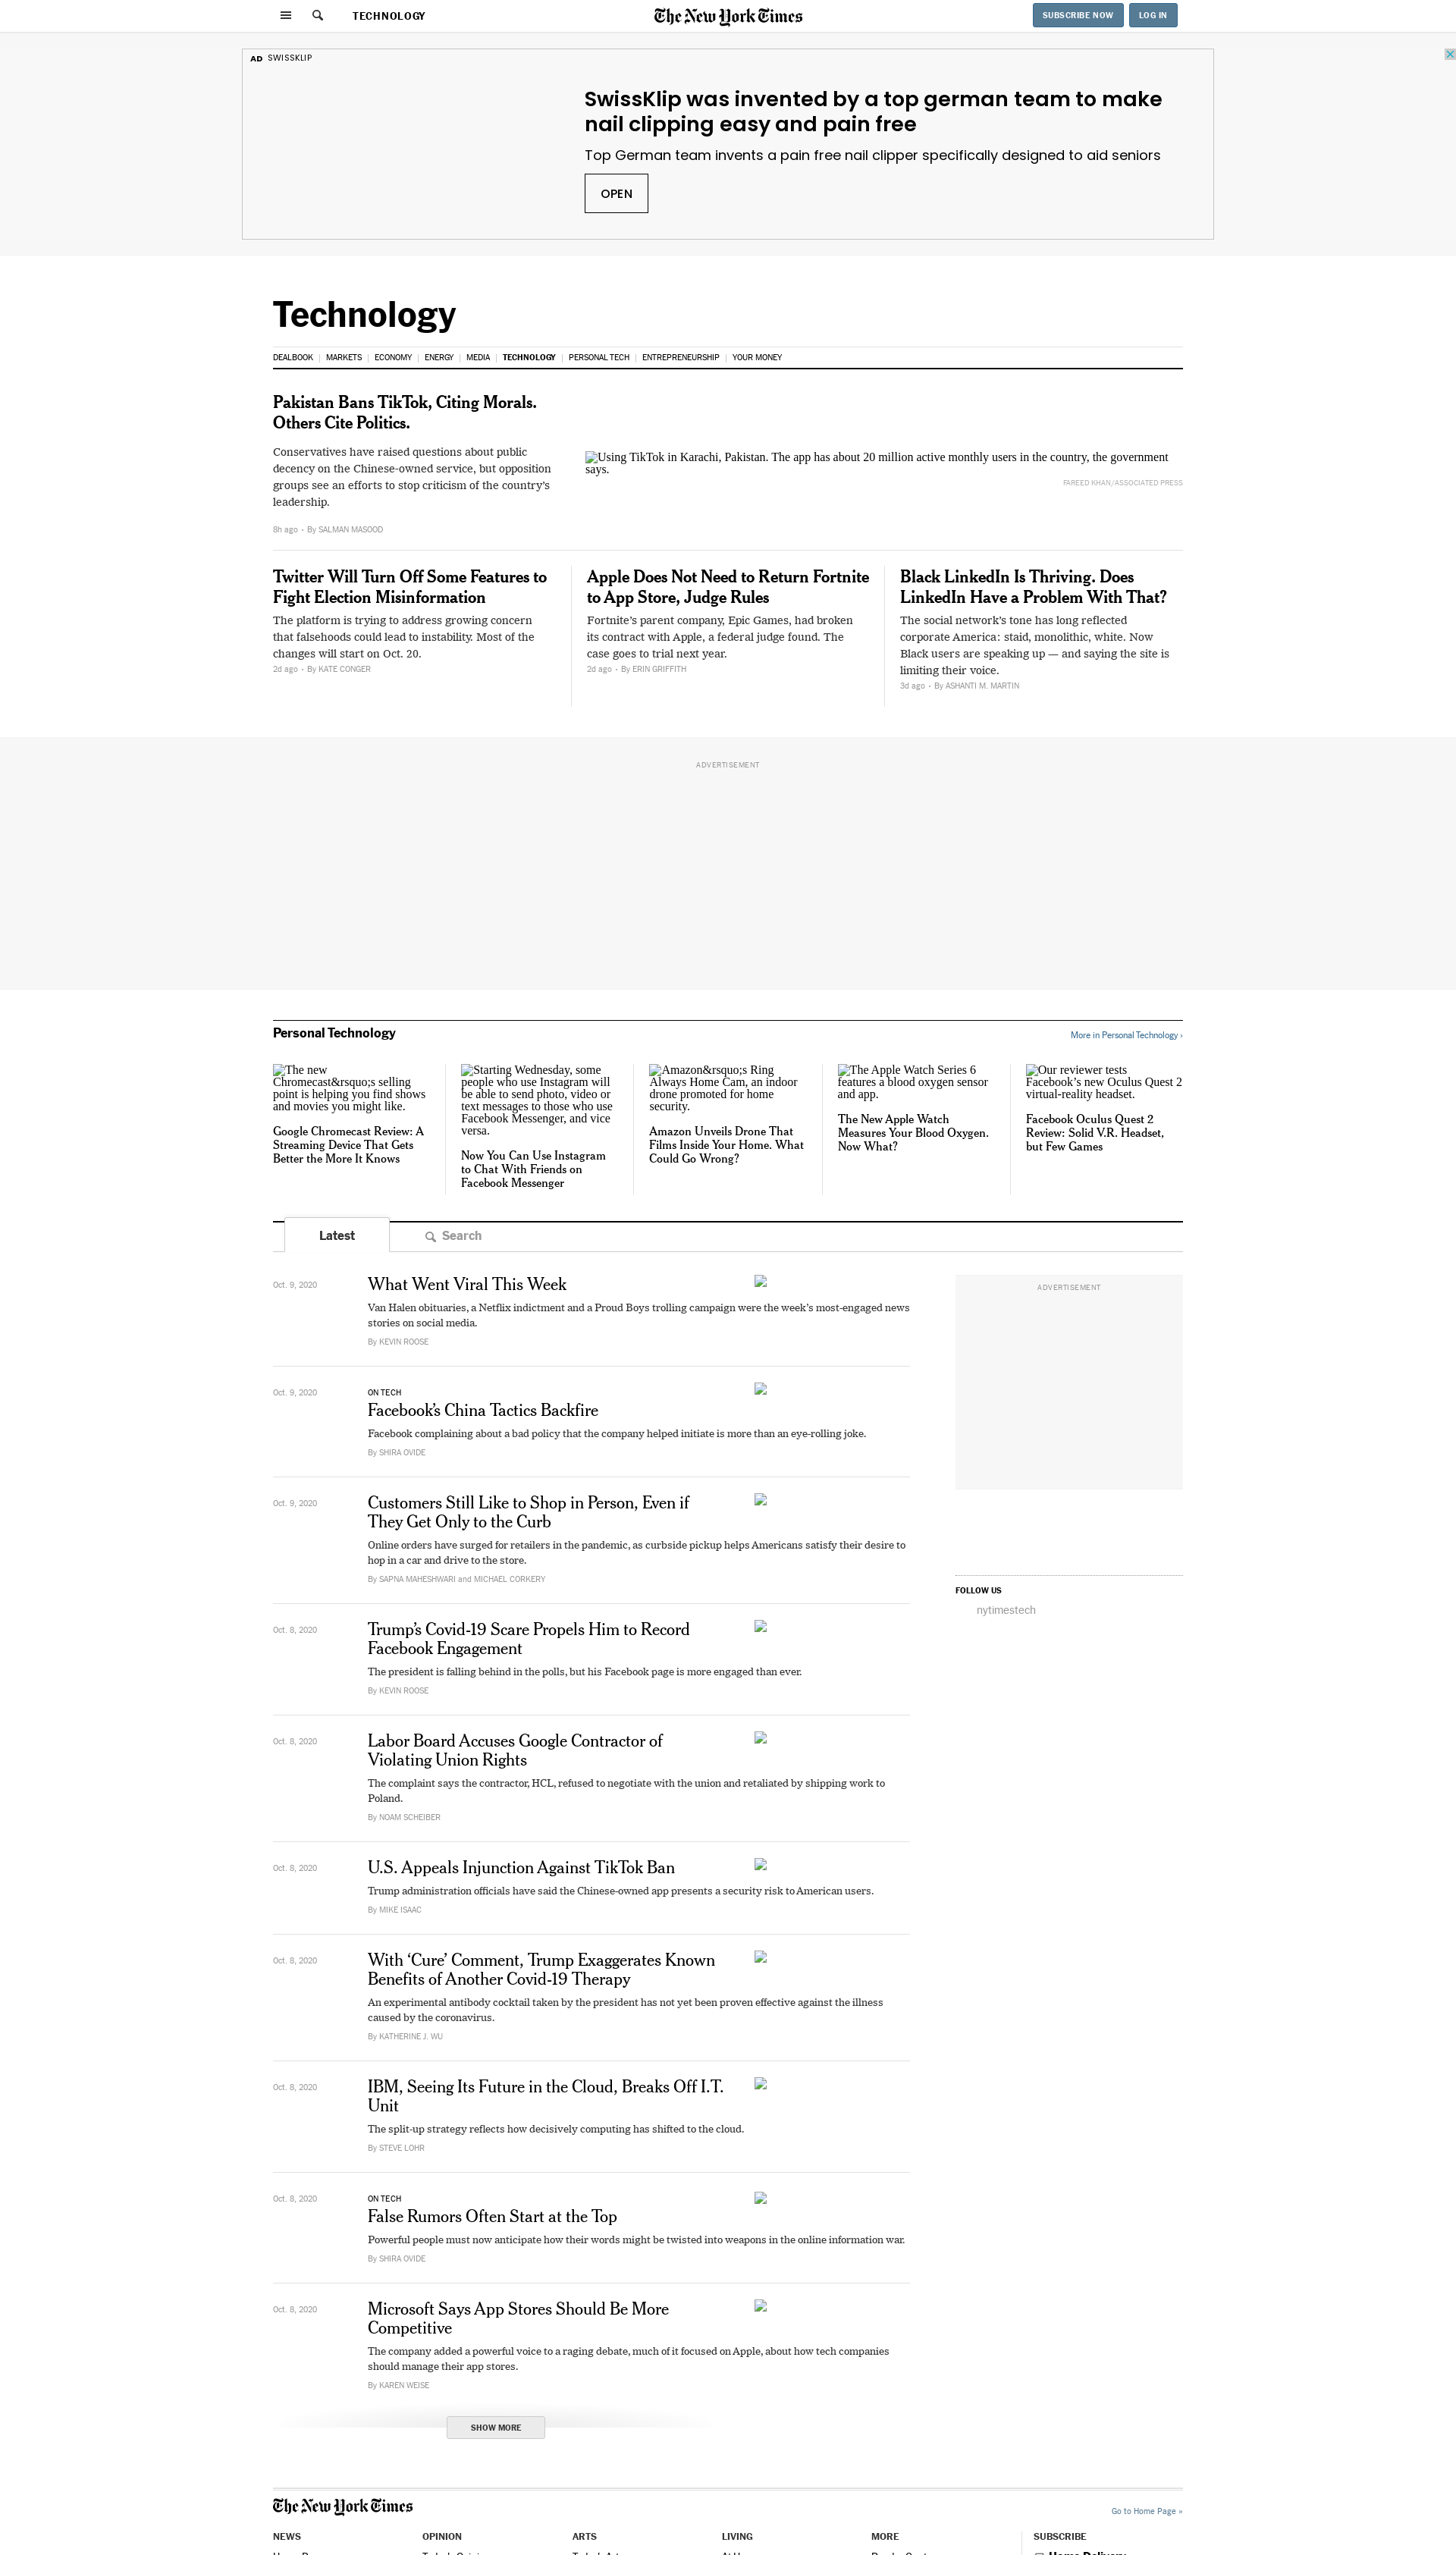 TECHNOLOGY
The New York Times
SUBSCRIBE NOW
LOG IN
AD SWISSKLIP
SwissKlip was invented by a top german team to make
nail clipping easy and pain free
Top German team invents a pain free nail clipper specifically designed to aid seniors
OPEN
Technology
DEALBOOK | MARKETS | ECONOMY | ENERGY | MEDIA | TECHNOLOGY | PERSONAL TECH | ENTREPRENEURSHIP | YOUR MONEY
Pakistan Bans TikTok, Citing Morals.
Others Cite Politics.
Conservatives have raised questions about public
decency on the Chinese-owned service, but opposition
groups see an efforts to stop criticism of the country’s
leadership.
8h ago • By SALMAN MASOOD
Using TikTok in Karachi, Pakistan. The app has about 20 million active monthly users in the country, the government
says.
FAREED KHAN/ASSOCIATED PRESS
Twitter Will Turn Off Some Features to
Fight Election Misinformation
The platform is trying to address growing concern
that falsehoods could lead to instability. Most of the
changes will start on Oct. 20.
2d ago • By KATE CONGER
Apple Does Not Need to Return Fortnite
to App Store, Judge Rules
Fortnite’s parent company, Epic Games, had broken
its contract with Apple, a federal judge found. The
case goes to trial next year.
2d ago • By ERIN GRIFFITH
Black LinkedIn Is Thriving. Does
LinkedIn Have a Problem With That?
The social network’s tone has long reflected
corporate America: staid, monolithic, white. Now
Black users are speaking up — and saying the site is
limiting their voice.
3d ago • By ASHANTI M. MARTIN
ADVERTISEMENT
Personal Technology
More in Personal Technology ›
The new
Chromecast&rsquo;s selling
point is helping you find shows
and movies you might like.
Google Chromecast Review: A
Streaming Device That Gets
Better the More It Knows
Starting Wednesday, some
people who use Instagram will
be able to send photo, video or
text messages to those who use
Facebook Messenger, and vice
versa.
Now You Can Use Instagram
to Chat With Friends on
Facebook Messenger
Amazon&rsquo;s Ring
Always Home Cam, an indoor
drone promoted for home
security.
Amazon Unveils Drone That
Films Inside Your Home. What
Could Go Wrong?
The Apple Watch Series 6
features a blood oxygen sensor
and app.
The New Apple Watch
Measures Your Blood Oxygen.
Now What?
Our reviewer tests
Facebook’s new Oculus Quest 2
virtual-reality headset.
Facebook Oculus Quest 2
Review: Solid V.R. Headset,
but Few Games
Latest
Search
Oct. 9, 2020
What Went Viral This Week
Van Halen obituaries, a Netflix indictment and a Proud Boys trolling campaign were the week’s most-engaged news
stories on social media.
By KEVIN ROOSE
ADVERTISEMENT
Oct. 9, 2020
ON TECH
Facebook’s China Tactics Backfire
Facebook complaining about a bad policy that the company helped initiate is more than an eye-rolling joke.
By SHIRA OVIDE
Oct. 9, 2020
Customers Still Like to Shop in Person, Even if
They Get Only to the Curb
Online orders have surged for retailers in the pandemic, as curbside pickup helps Americans satisfy their desire to
hop in a car and drive to the store.
By SAPNA MAHESHWARI and MICHAEL CORKERY
FOLLOW US
nytimestech
Oct. 8, 2020
Trump’s Covid-19 Scare Propels Him to Record
Facebook Engagement
The president is falling behind in the polls, but his Facebook page is more engaged than ever.
By KEVIN ROOSE
Oct. 8, 2020
Labor Board Accuses Google Contractor of
Violating Union Rights
The complaint says the contractor, HCL, refused to negotiate with the union and retaliated by shipping work to
Poland.
By NOAM SCHEIBER
Oct. 8, 2020
U.S. Appeals Injunction Against TikTok Ban
Trump administration officials have said the Chinese-owned app presents a security risk to American users.
By MIKE ISAAC
Oct. 8, 2020
With ‘Cure’ Comment, Trump Exaggerates Known
Benefits of Another Covid-19 Therapy
An experimental antibody cocktail taken by the president has not yet been proven effective against the illness
caused by the coronavirus.
By KATHERINE J. WU
Oct. 8, 2020
IBM, Seeing Its Future in the Cloud, Breaks Off I.T.
Unit
The split-up strategy reflects how decisively computing has shifted to the cloud.
By STEVE LOHR
Oct. 8, 2020
ON TECH
False Rumors Often Start at the Top
Powerful people must now anticipate how their words might be twisted into weapons in the online information war.
By SHIRA OVIDE
Oct. 8, 2020
Microsoft Says App Stores Should Be More
Competitive
The company added a powerful voice to a raging debate, much of it focused on Apple, about how tech companies
should manage their app stores.
By KAREN WEISE
SHOW MORE
The New York Times
Go to Home Page »
NEWS
OPINION
ARTS
LIVING
MORE
SUBSCRIBE